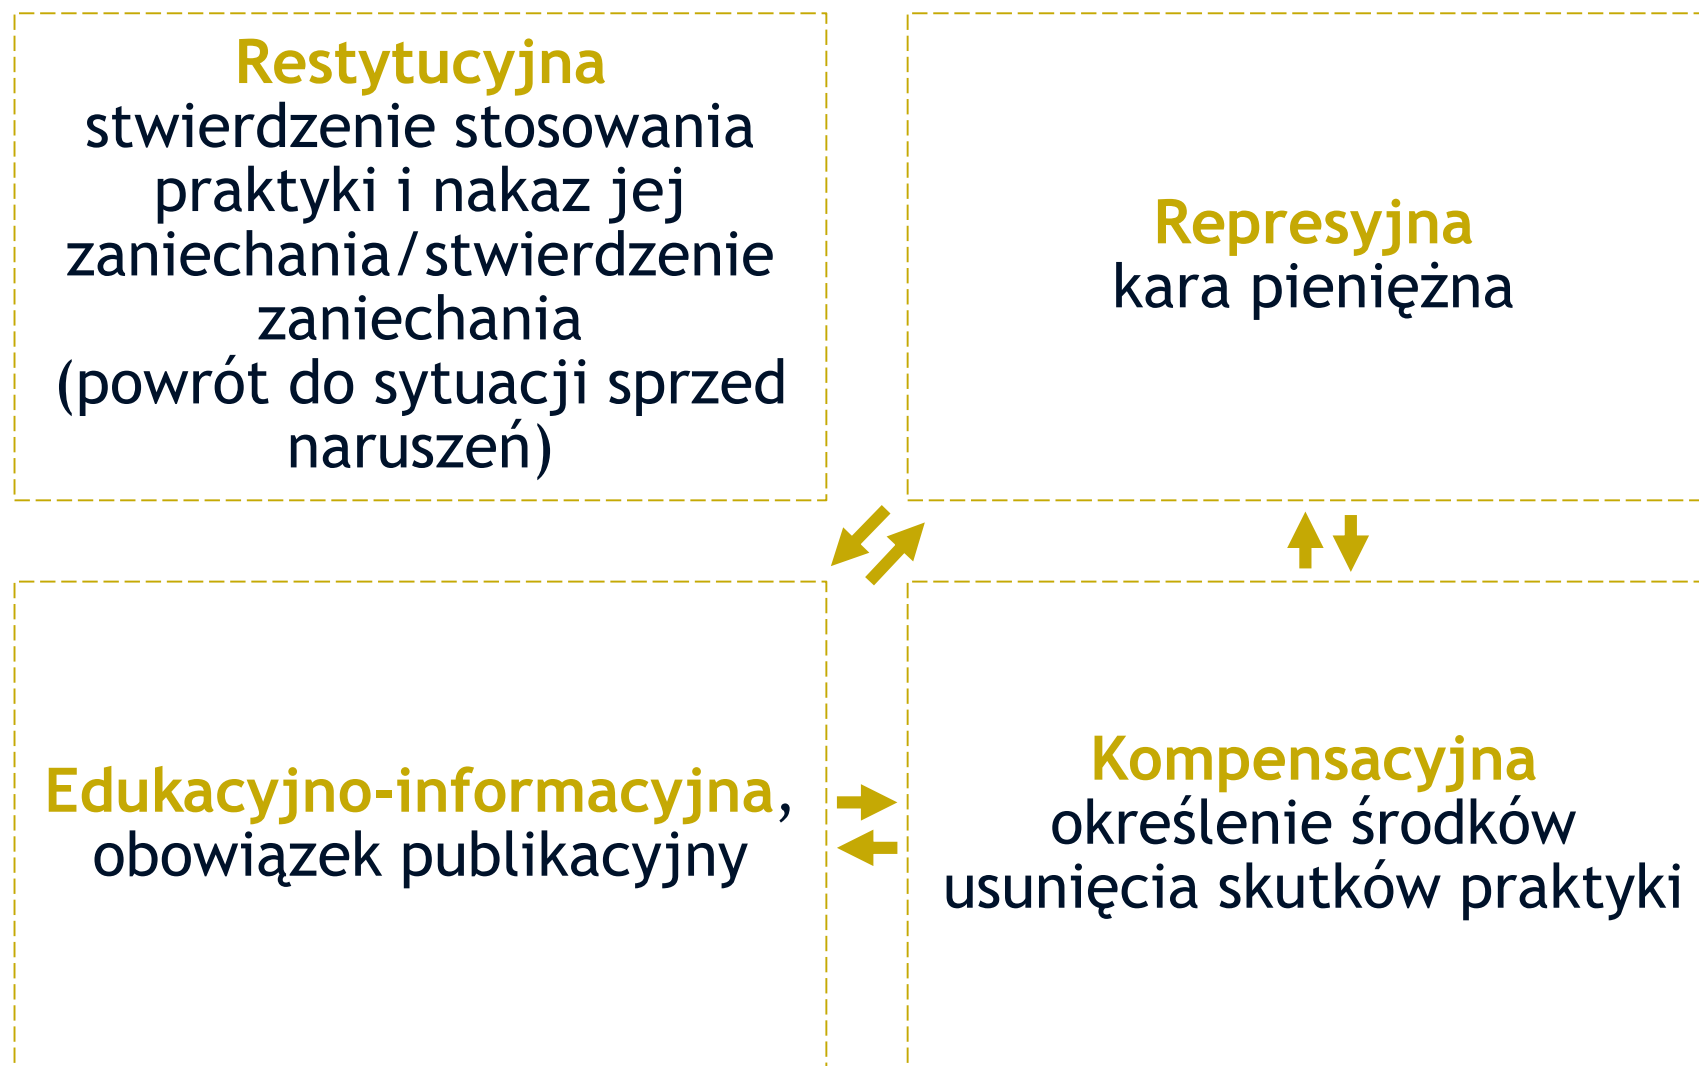 Restytucyjna
stwierdzenie stosowania
praktyki i nakaz jej
zaniechania/stwierdzenie
zaniechania
(powrót do sytuacji sprzed
naruszeń)
Represyjna
kara pieniężna
Edukacyjno-informacyjna,
obowiązek publikacyjny
Kompensacyjna
określenie środków
usunięcia skutków praktyki